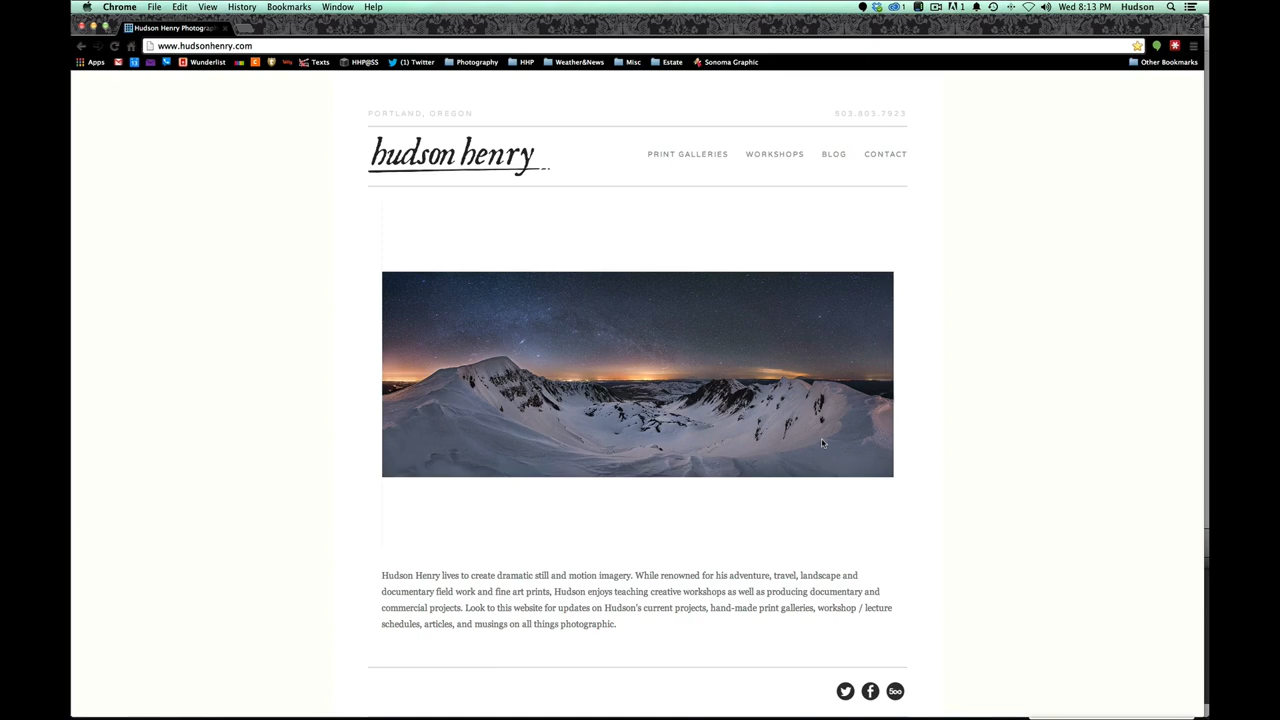 Chrome File Edit View History Bookmarks Window Help 1 1 Wed 8:13 PM Hudson
Hudson Henry Photograp
www.hudsonhenry.com
Apps Wunderlist Texts HHP@SS (1) Twitter Photography HHP Weather&News Misc Estate Sonoma Graphic Other Bookmarks
PORTLAND, OREGON 503.803.7923
hudson henry
PRINT GALLERIES WORKSHOPS BLOG CONTACT
Hudson Henry lives to create dramatic still and motion imagery. While renowned for his adventure, travel, landscape and
documentary field work and fine art prints, Hudson enjoys teaching creative workshops as well as producing documentary and
commercial projects. Look to this website for updates on Hudson's current projects, hand-made print galleries, workshop / lecture
schedules, articles, and musings on all things photographic.
500